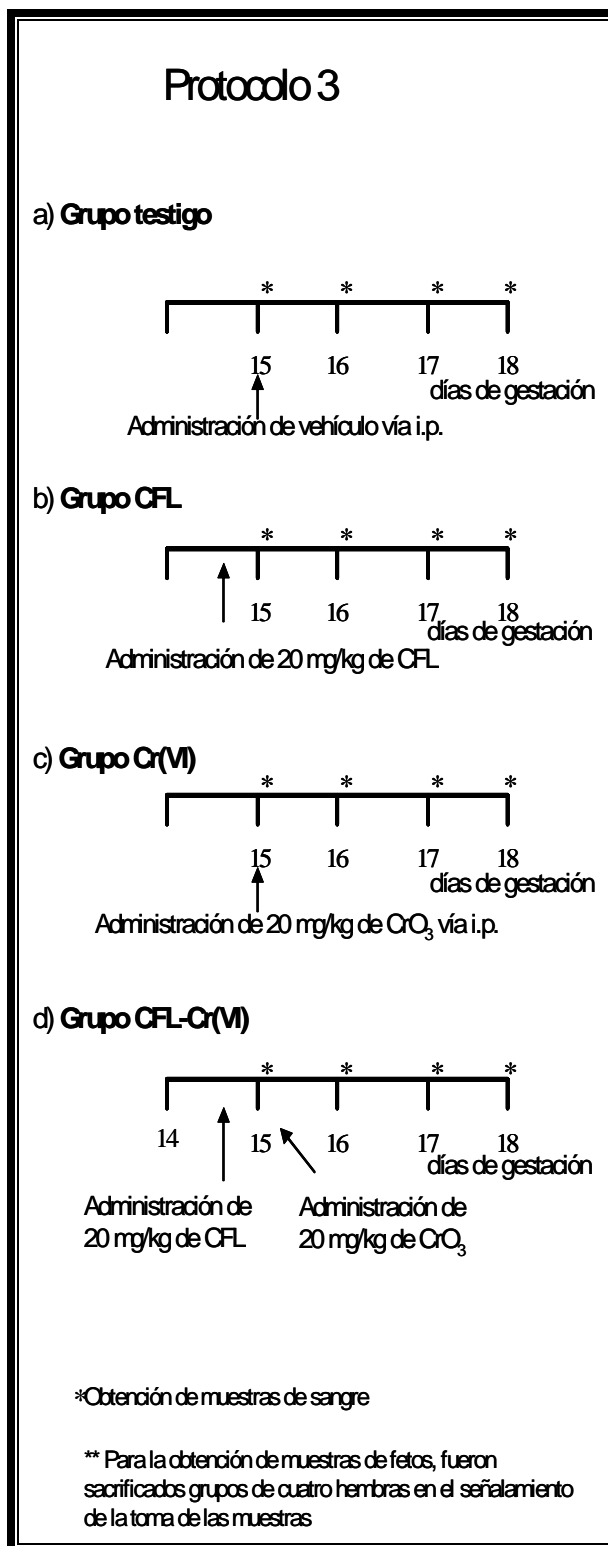 Protocolo 3
a) Grupo testigo
* * * *
15 16 17 18
días de gestación
Administración de vehículo vía i.p.
b) Grupo CFL
* * * *
15 16 17 18
días de gestación
Administración de 20 mg/kg de CFL
c) Grupo Cr(VI)
* * * *
15 16 17 18
días de gestación
Administración de 20 mg/kg de CrO₃ vía i.p.
d) Grupo CFL-Cr(VI)
* * * *
14 15 16 17 18
días de gestación
Administración de
20 mg/kg de CFL
Administración de
20 mg/kg de CrO₃
*Obtención de muestras de sangre
** Para la obtención de muestras de fetos, fueron
sacrificados grupos de cuatro hembras en el señalamiento
de la toma de las muestras